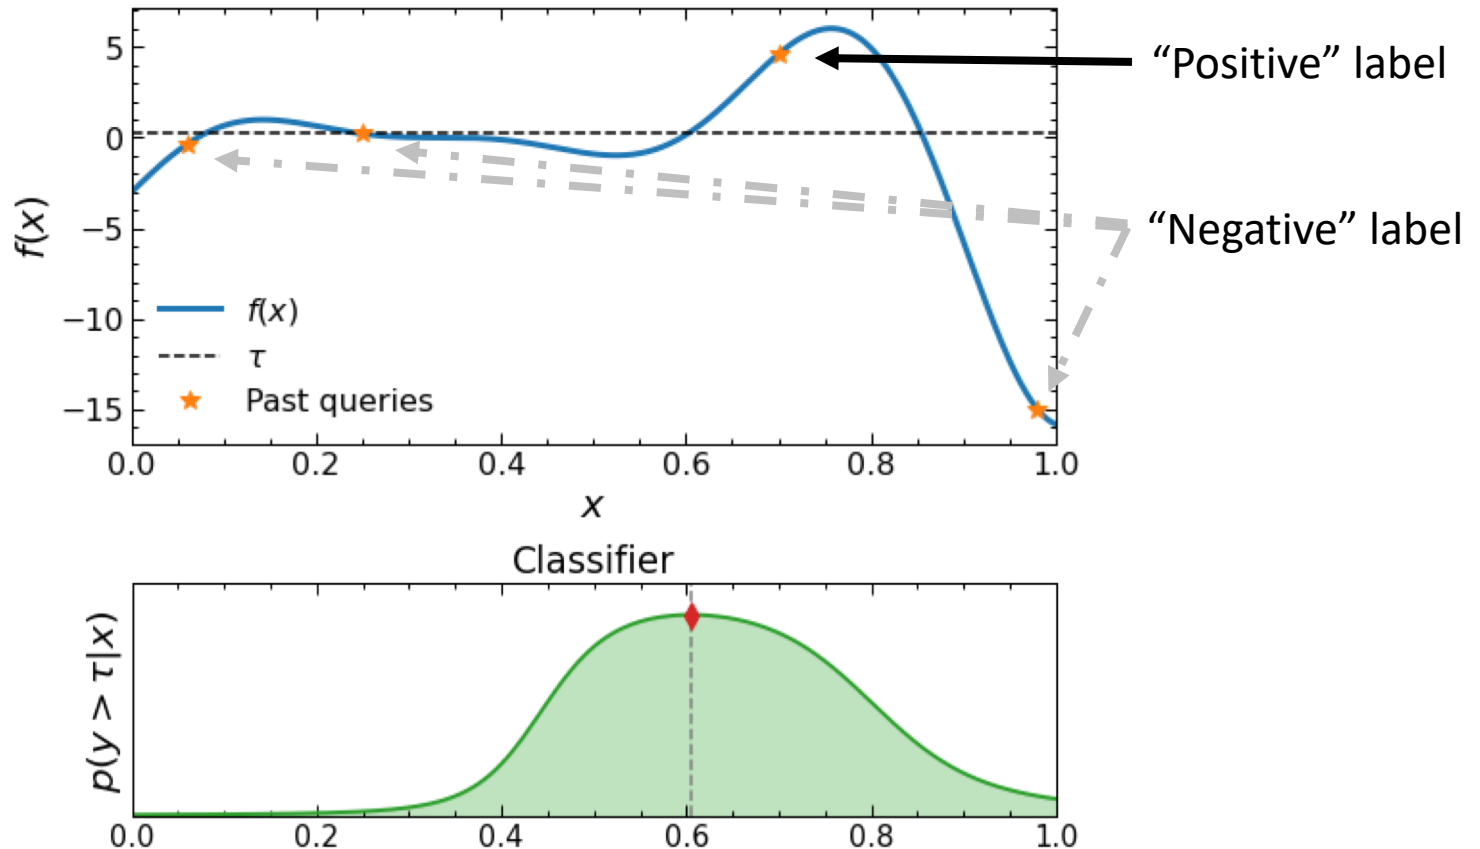 5
0
−5
−10
−15
f(x)
f(x)
τ
Past queries
0.0 0.2 0.4 0.6 0.8 1.0
x
“Positive” label
“Negative” label
Classifier
p(y > τ|x)
0.0 0.2 0.4 0.6 0.8 1.0